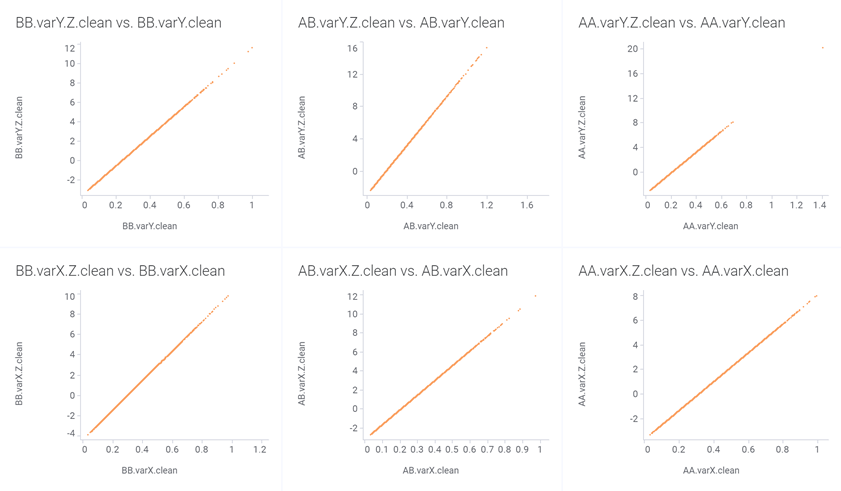 BB.varY.Z.clean vs. BB.varY.clean
12
10
8
6
4
2
0
-2
BB.varY.Z.clean
0 0.2 0.4 0.6 0.8 1
BB.varY.clean
AB.varY.Z.clean vs. AB.varY.clean
16
12
8
4
0
AB.varY.Z.clean
0 0.4 0.8 1.2 1.6
AB.varY.clean
AA.varY.Z.clean vs. AA.varY.clean
20
16
12
8
4
0
AA.varY.Z.clean
0 0.2 0.4 0.6 0.8 1 1.2 1.4
AA.varY.clean
BB.varX.Z.clean vs. BB.varX.clean
10
8
6
4
2
0
-2
-4
BB.varX.Z.clean
0 0.2 0.4 0.6 0.8 1 1.2
BB.varX.clean
AB.varX.Z.clean vs. AB.varX.clean
12
10
8
6
4
2
0
-2
AB.varX.Z.clean
0 0.1 0.2 0.3 0.4 0.5 0.6 0.7 0.8 0.9 1
AB.varX.clean
AA.varX.Z.clean vs. AA.varX.clean
8
6
4
2
0
-2
AA.varX.Z.clean
0 0.2 0.4 0.6 0.8 1
AA.varX.clean